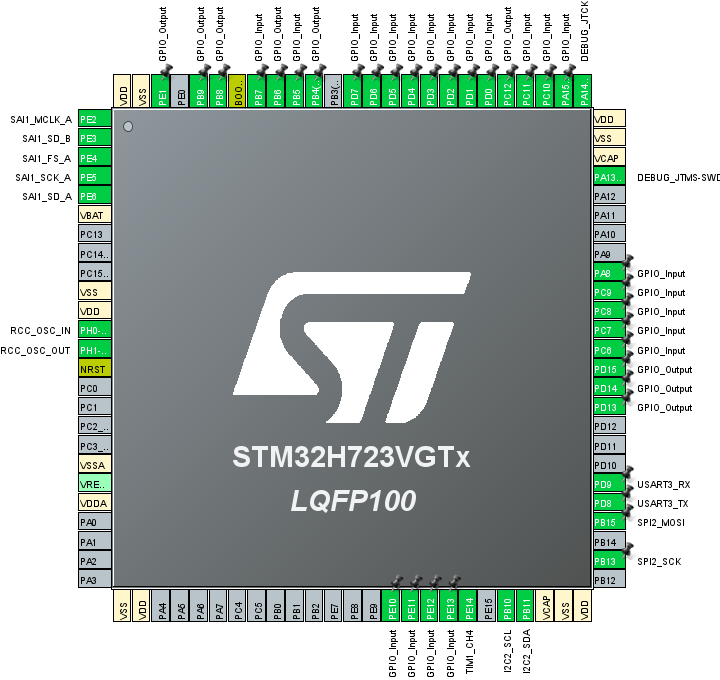 GPIO_Output
GPIO_Output
GPIO_Output
GPIO_Input
GPIO_Output
GPIO_Input
GPIO_Output
GPIO_Input
GPIO_Input
GPIO_Input
GPIO_Input
GPIO_Input
GPIO_Input
GPIO_Input
GPIO_Input
GPIO_Output
GPIO_Input
GPIO_Input
GPIO_Input
DEBUG_JTCK
VDD
VSS
PE1
PE0
PB9
PB8
BOO..
PB7
PB6
PB5
PB4(..
PB3(..
PD7
PD6
PD5
PD4
PD3
PD2
PD1
PD0
PC12
PC11
PC10
PA15..
PA14..
SAI1_MCLK_A PE2
SAI1_SD_B PE3
SAI1_FS_A PE4
SAI1_SCK_A PE5
SAI1_SD_A PE6
VBAT
PC13
PC14..
PC15..
VSS
VDD
RCC_OSC_IN PH0-..
RCC_OSC_OUT PH1-..
NRST
PC0
PC1
PC2_..
PC3_..
VSSA
VRE..
VDDA
PA0
PA1
PA2
PA3
STM32H723VGTx
LQFP100
VDD
VSS
VCAP
PA13.. DEBUG_JTMS-SWD
PA12
PA11
PA10
PA9
PA8 GPIO_Input
PC9 GPIO_Input
PC8 GPIO_Input
PC7 GPIO_Input
PC6 GPIO_Input
PD15 GPIO_Output
PD14 GPIO_Output
PD13 GPIO_Output
PD12
PD11
PD10
PD9 USART3_RX
PD8 USART3_TX
PB15 SPI2_MOSI
PB14
PB13 SPI2_SCK
PB12
VSS
VDD
PA4
PA5
PA6
PA7
PC4
PC5
PB0
PB1
PB2
PE7
PE8
PE9
PE10
PE11
PE12
PE13
PE14
PE15
PB10
PB11
VCAP
VSS
VDD
GPIO_Input
GPIO_Input
GPIO_Input
GPIO_Input
TIM1_CH4
I2C2_SCL
I2C2_SDA